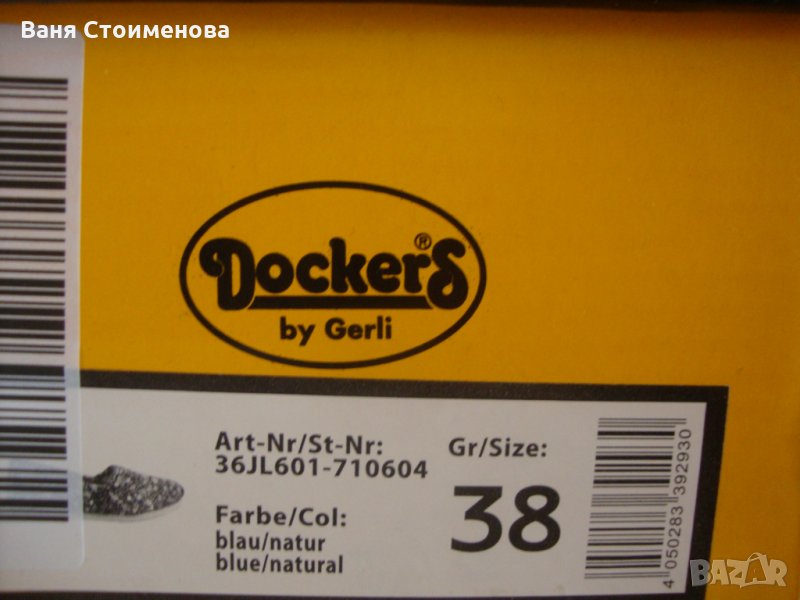 Ваня Стоименова
Dockers®
by Gerli
Art-Nr/St-Nr:
36JL601-710604
Gr/Size:
38
Farbe/Col:
blau/natur
blue/natural
4 050283 392930
BAZAR